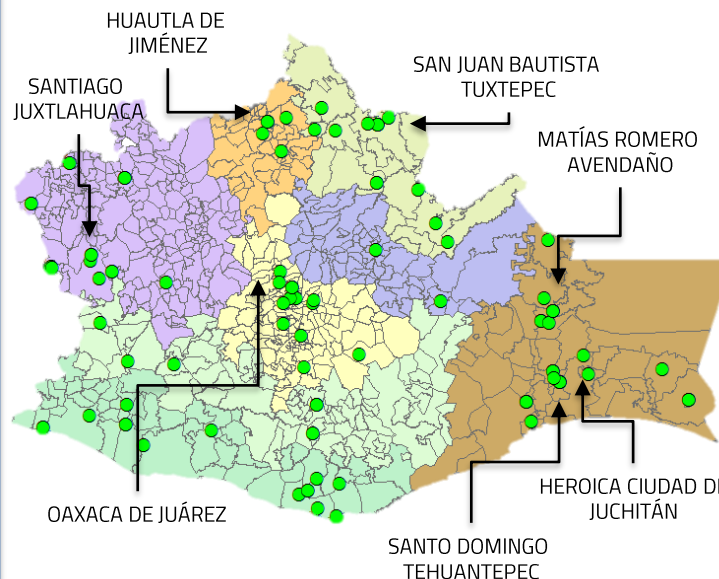 HUAUTLA DE
JIMÉNEZ
SAN JUAN BAUTISTA
TUXTEPEC
SANTIAGO
JUXTLAHUACA
MATÍAS ROMERO
AVENDAÑO
OAXACA DE JUÁREZ
HEROICA CIUDAD DE
JUCHITÁN
SANTO DOMINGO
TEHUANTEPEC